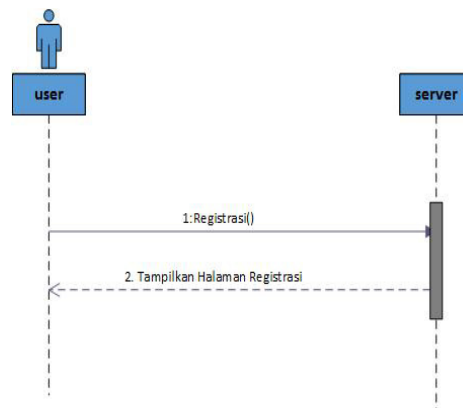 user
server
1:Registrasi()
2. Tampilkan Halaman Registrasi